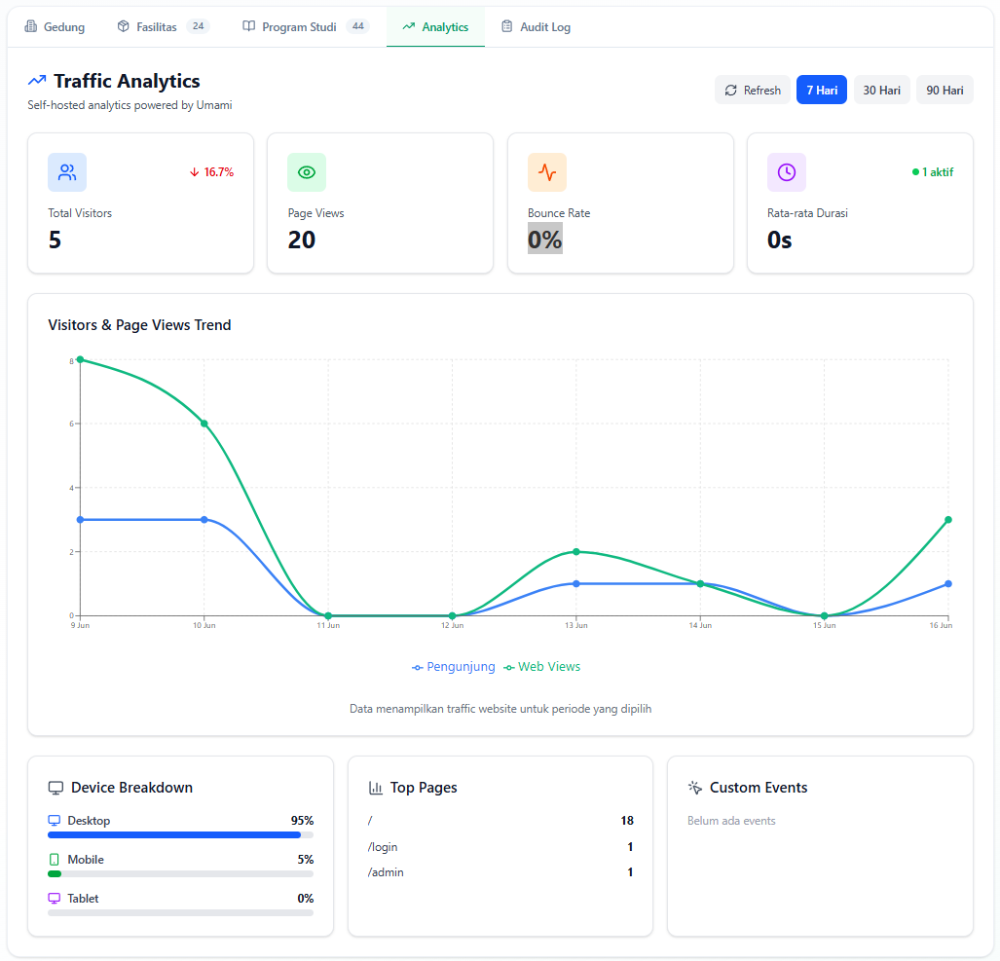 Gedung Fasilitas 24 Program Studi 44 Analytics Audit Log
Traffic Analytics
Self-hosted analytics powered by Umami
Refresh 7 Hari 30 Hari 90 Hari
16.7%
Total Visitors
5
Page Views
20
Bounce Rate
0%
1 aktif
Rata-rata Durasi
0s
Visitors & Page Views Trend
8
6
4
2
0
9 Jun 10 Jun 11 Jun 12 Jun 13 Jun 14 Jun 15 Jun 16 Jun
Pengunjung Web Views
Data menampilkan traffic website untuk periode yang dipilih
Device Breakdown
Desktop 95%
Mobile 5%
Tablet 0%
Top Pages
/ 18
/login 1
/admin 1
Custom Events
Belum ada events